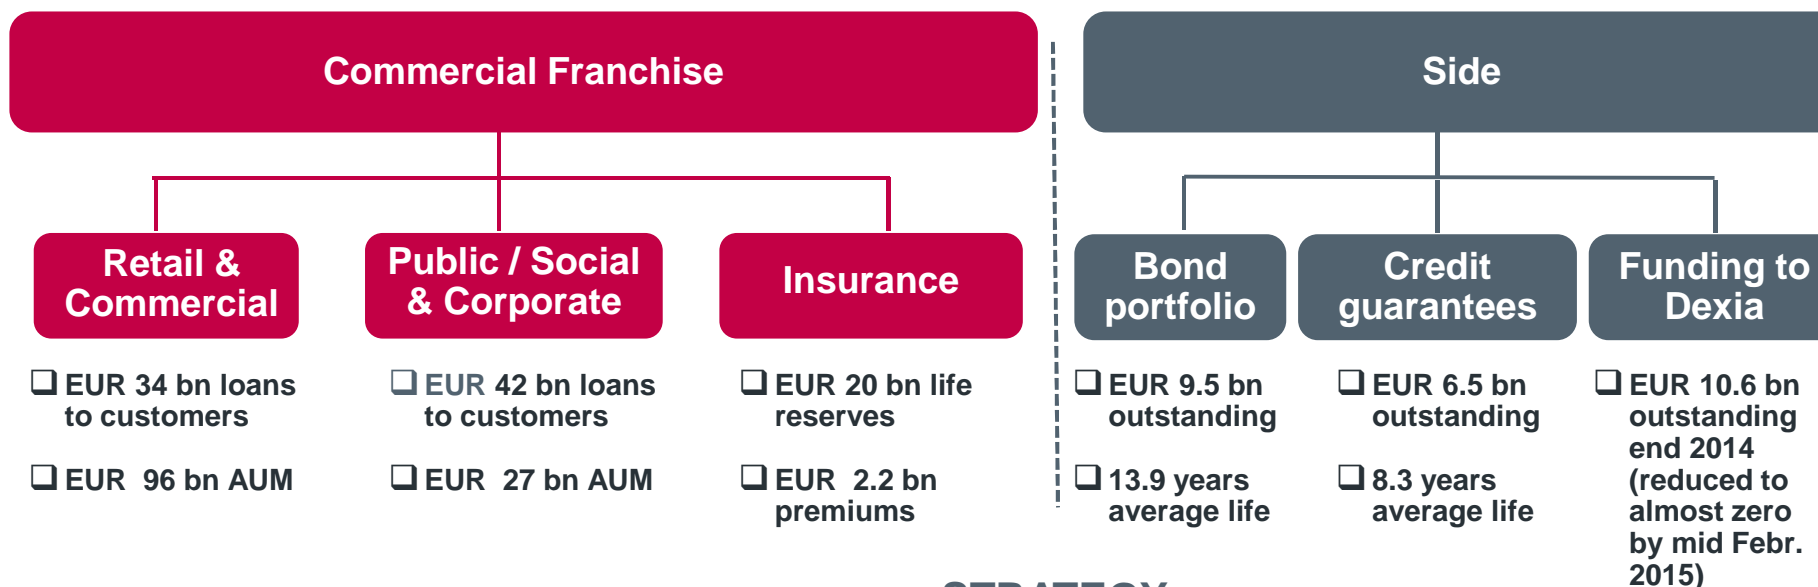 Commercial Franchise
Side
Retail &
Commercial
Public / Social
& Corporate
Insurance
Bond
portfolio
Credit
guarantees
Funding to
Dexia
EUR 34 bn loans
to customers
EUR 96 bn AUM
EUR 42 bn loans
to customers
EUR 27 bn AUM
EUR 20 bn life
reserves
EUR 2.2 bn
premiums
EUR 9.5 bn
outstanding
13.9 years
average life
EUR 6.5 bn
outstanding
8.3 years
average life
EUR 10.6 bn
outstanding
end 2014
(reduced to
almost zero
by mid Febr.
2015)
STRATEGY